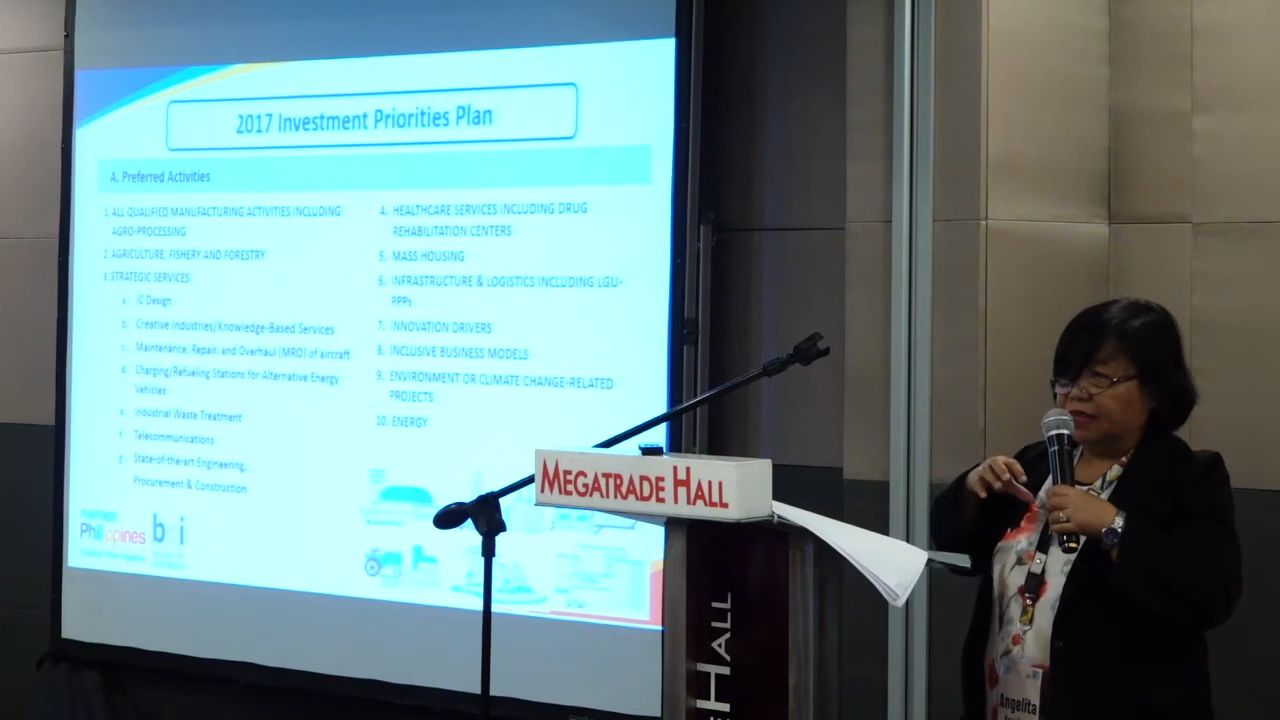 2017 Investment Priorities Plan
A. Preferred Activities
1. ALL QUALIFIED MANUFACTURING ACTIVITIES INCLUDING
AGRO-PROCESSING
2. AGRICULTURE, FISHERY AND FORESTRY
3. STRATEGIC SERVICES:
a. IC Design
b. Creative Industries/Knowledge-Based Services
c. Maintenance, Repair, and Overhaul (MRO) of aircraft
d. Charging/Refueling Stations for Alternative Energy
Vehicles
e. Industrial Waste Treatment
f. Telecommunications
g. State-of-the-art Engineering,
Procurement & Construction
4. HEALTHCARE SERVICES INCLUDING DRUG
REHABILITATION CENTERS
5. MASS HOUSING
6. INFRASTRUCTURE & LOGISTICS INCLUDING LGU-
PPPs
7. INNOVATION DRIVERS
8. INCLUSIVE BUSINESS MODELS
9. ENVIRONMENT OR CLIMATE CHANGE-RELATED
PROJECTS
10. ENERGY
Philippines
boi
MEGATRADE HALL
HALL
Angelita